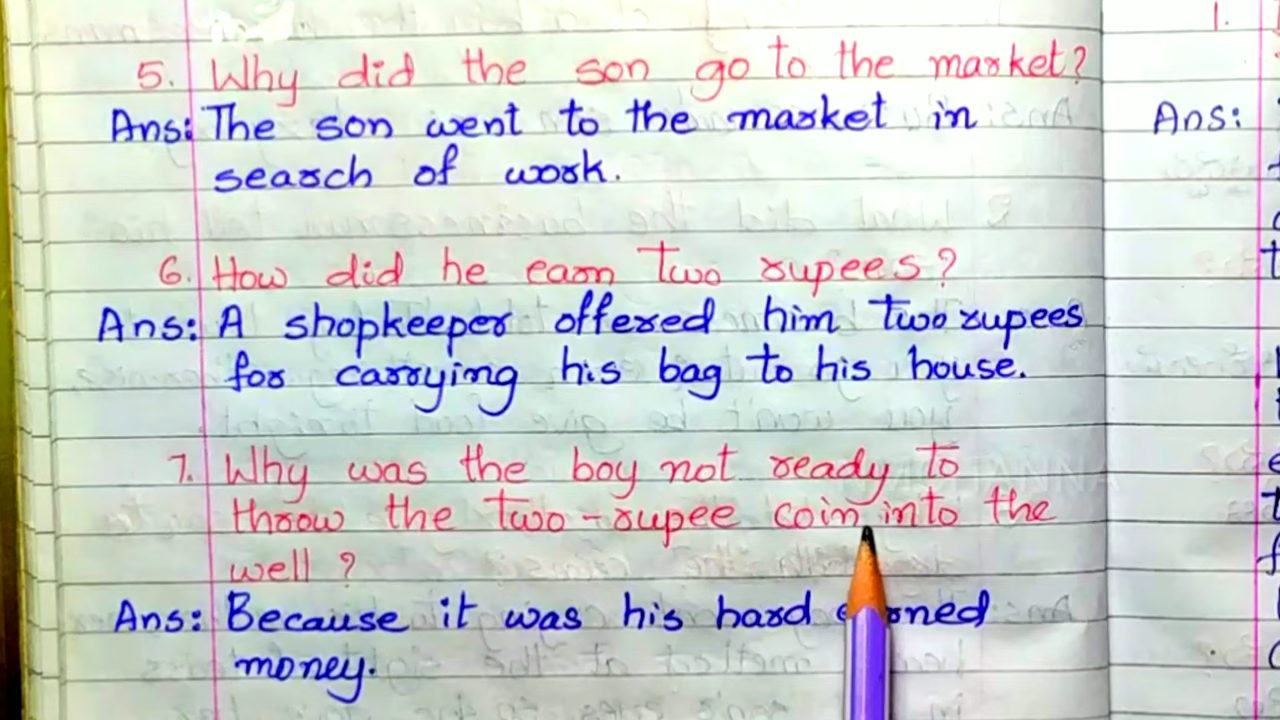 5. Why did the son go to the market?
Ans: The son went to the market in
search of work.
6. How did he earn Two rupees?
Ans: A shopkeeper offered him two rupees
for carrying his bag to his house.
7. Why was the boy not ready to
throw the two-rupee coin into the
well?
Ans: Because it was his hard earned
money.
1.
Ans: